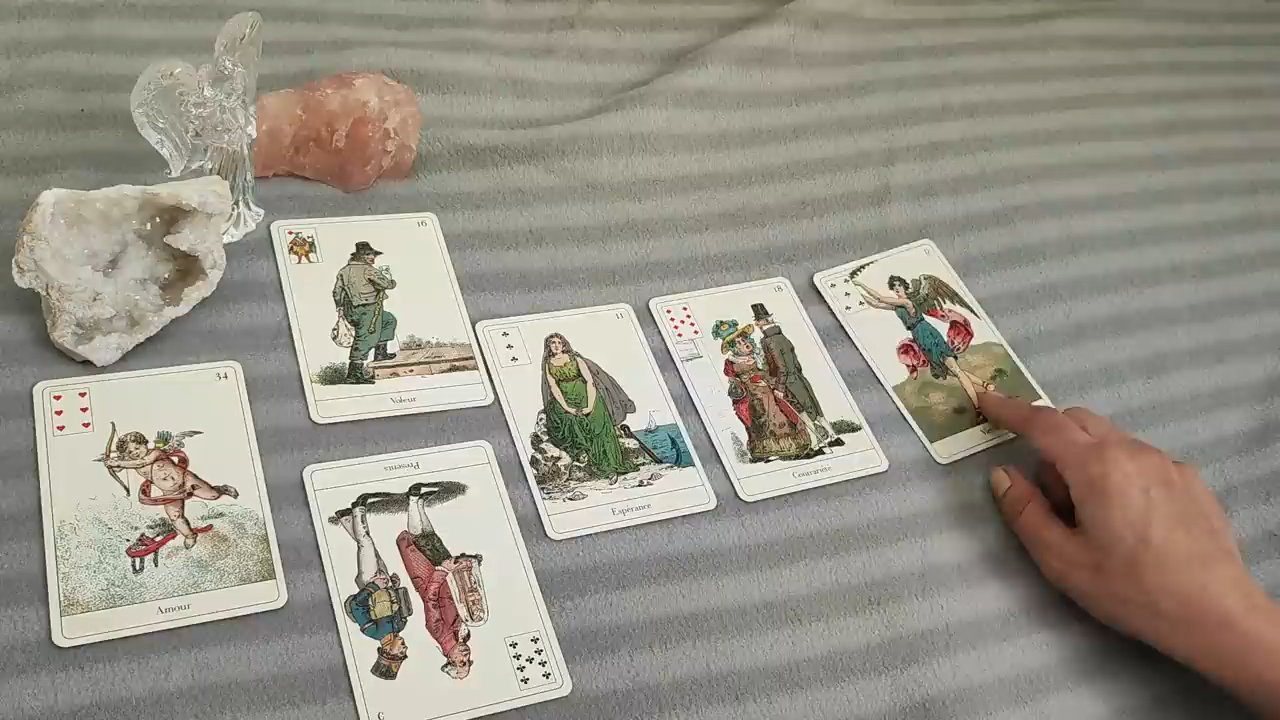 16
Voleur
11
Espérance
18
Contrariété
34
Amour
Présents